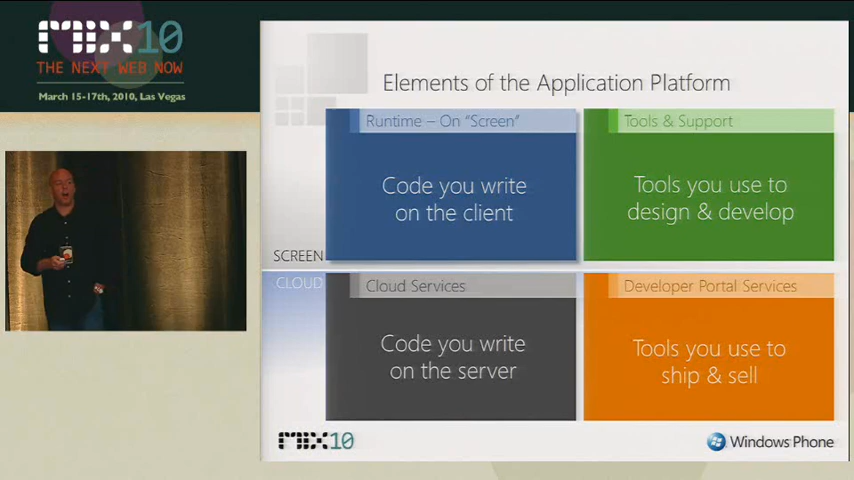 MIX10
THE NEXT WEB NOW
March 15-17th, 2010, Las Vegas
Elements of the Application Platform
Runtime – On "Screen"
Code you write
on the client
Tools & Support
Tools you use to
design & develop
SCREEN
CLOUD
Cloud Services
Code you write
on the server
Developer Portal Services
Tools you use to
ship & sell
MIX10
Windows Phone